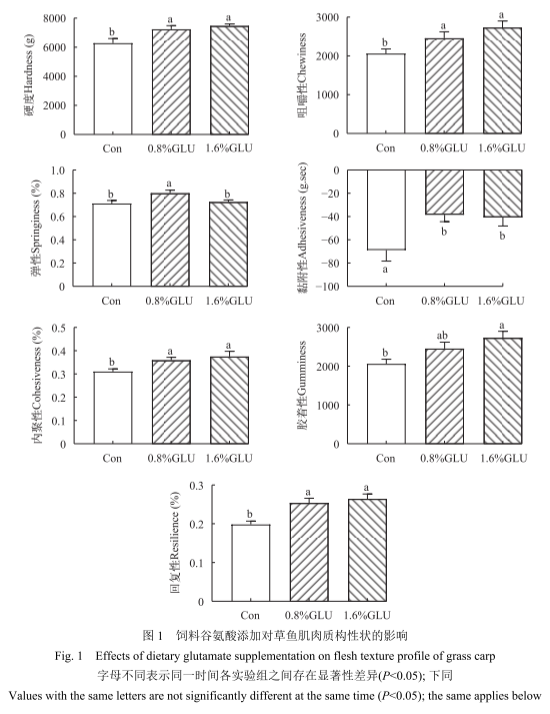 8000
6000
4000
2000
0
硬度Hardness (g)
b
a
a
Con
0.8%GLU
1.6%GLU
3000
2000
1000
0
咀嚼性Chewiness
b
a
a
Con
0.8%GLU
1.6%GLU
1.0
0.8
0.6
0.4
0.2
0
弹性Springiness (%)
b
a
b
Con
0.8%GLU
1.6%GLU
0
−20
−40
−60
−80
−100
黏附性Adhesiveness (g.sec)
a
b
b
Con
0.8%GLU
1.6%GLU
0.5
0.4
0.3
0.2
0.1
0
内聚性Cohesiveness (%)
b
a
a
Con
0.8%GLU
1.6%GLU
3000
2000
1000
0
胶着性Gumminess
b
ab
a
Con
0.8%GLU
1.6%GLU
0.3
0.2
0.1
0
回复性Resilience (%)
b
a
a
Con
0.8%GLU
1.6%GLU
图 1 饲料谷氨酸添加对草鱼肌肉质构性状的影响
Fig. 1 Effects of dietary glutamate supplementation on flesh texture profile of grass carp
字母不同表示同一时间各实验组之间存在显著性差异(P<0.05); 下同
Values with the same letters are not significantly different at the same time (P<0.05); the same applies below